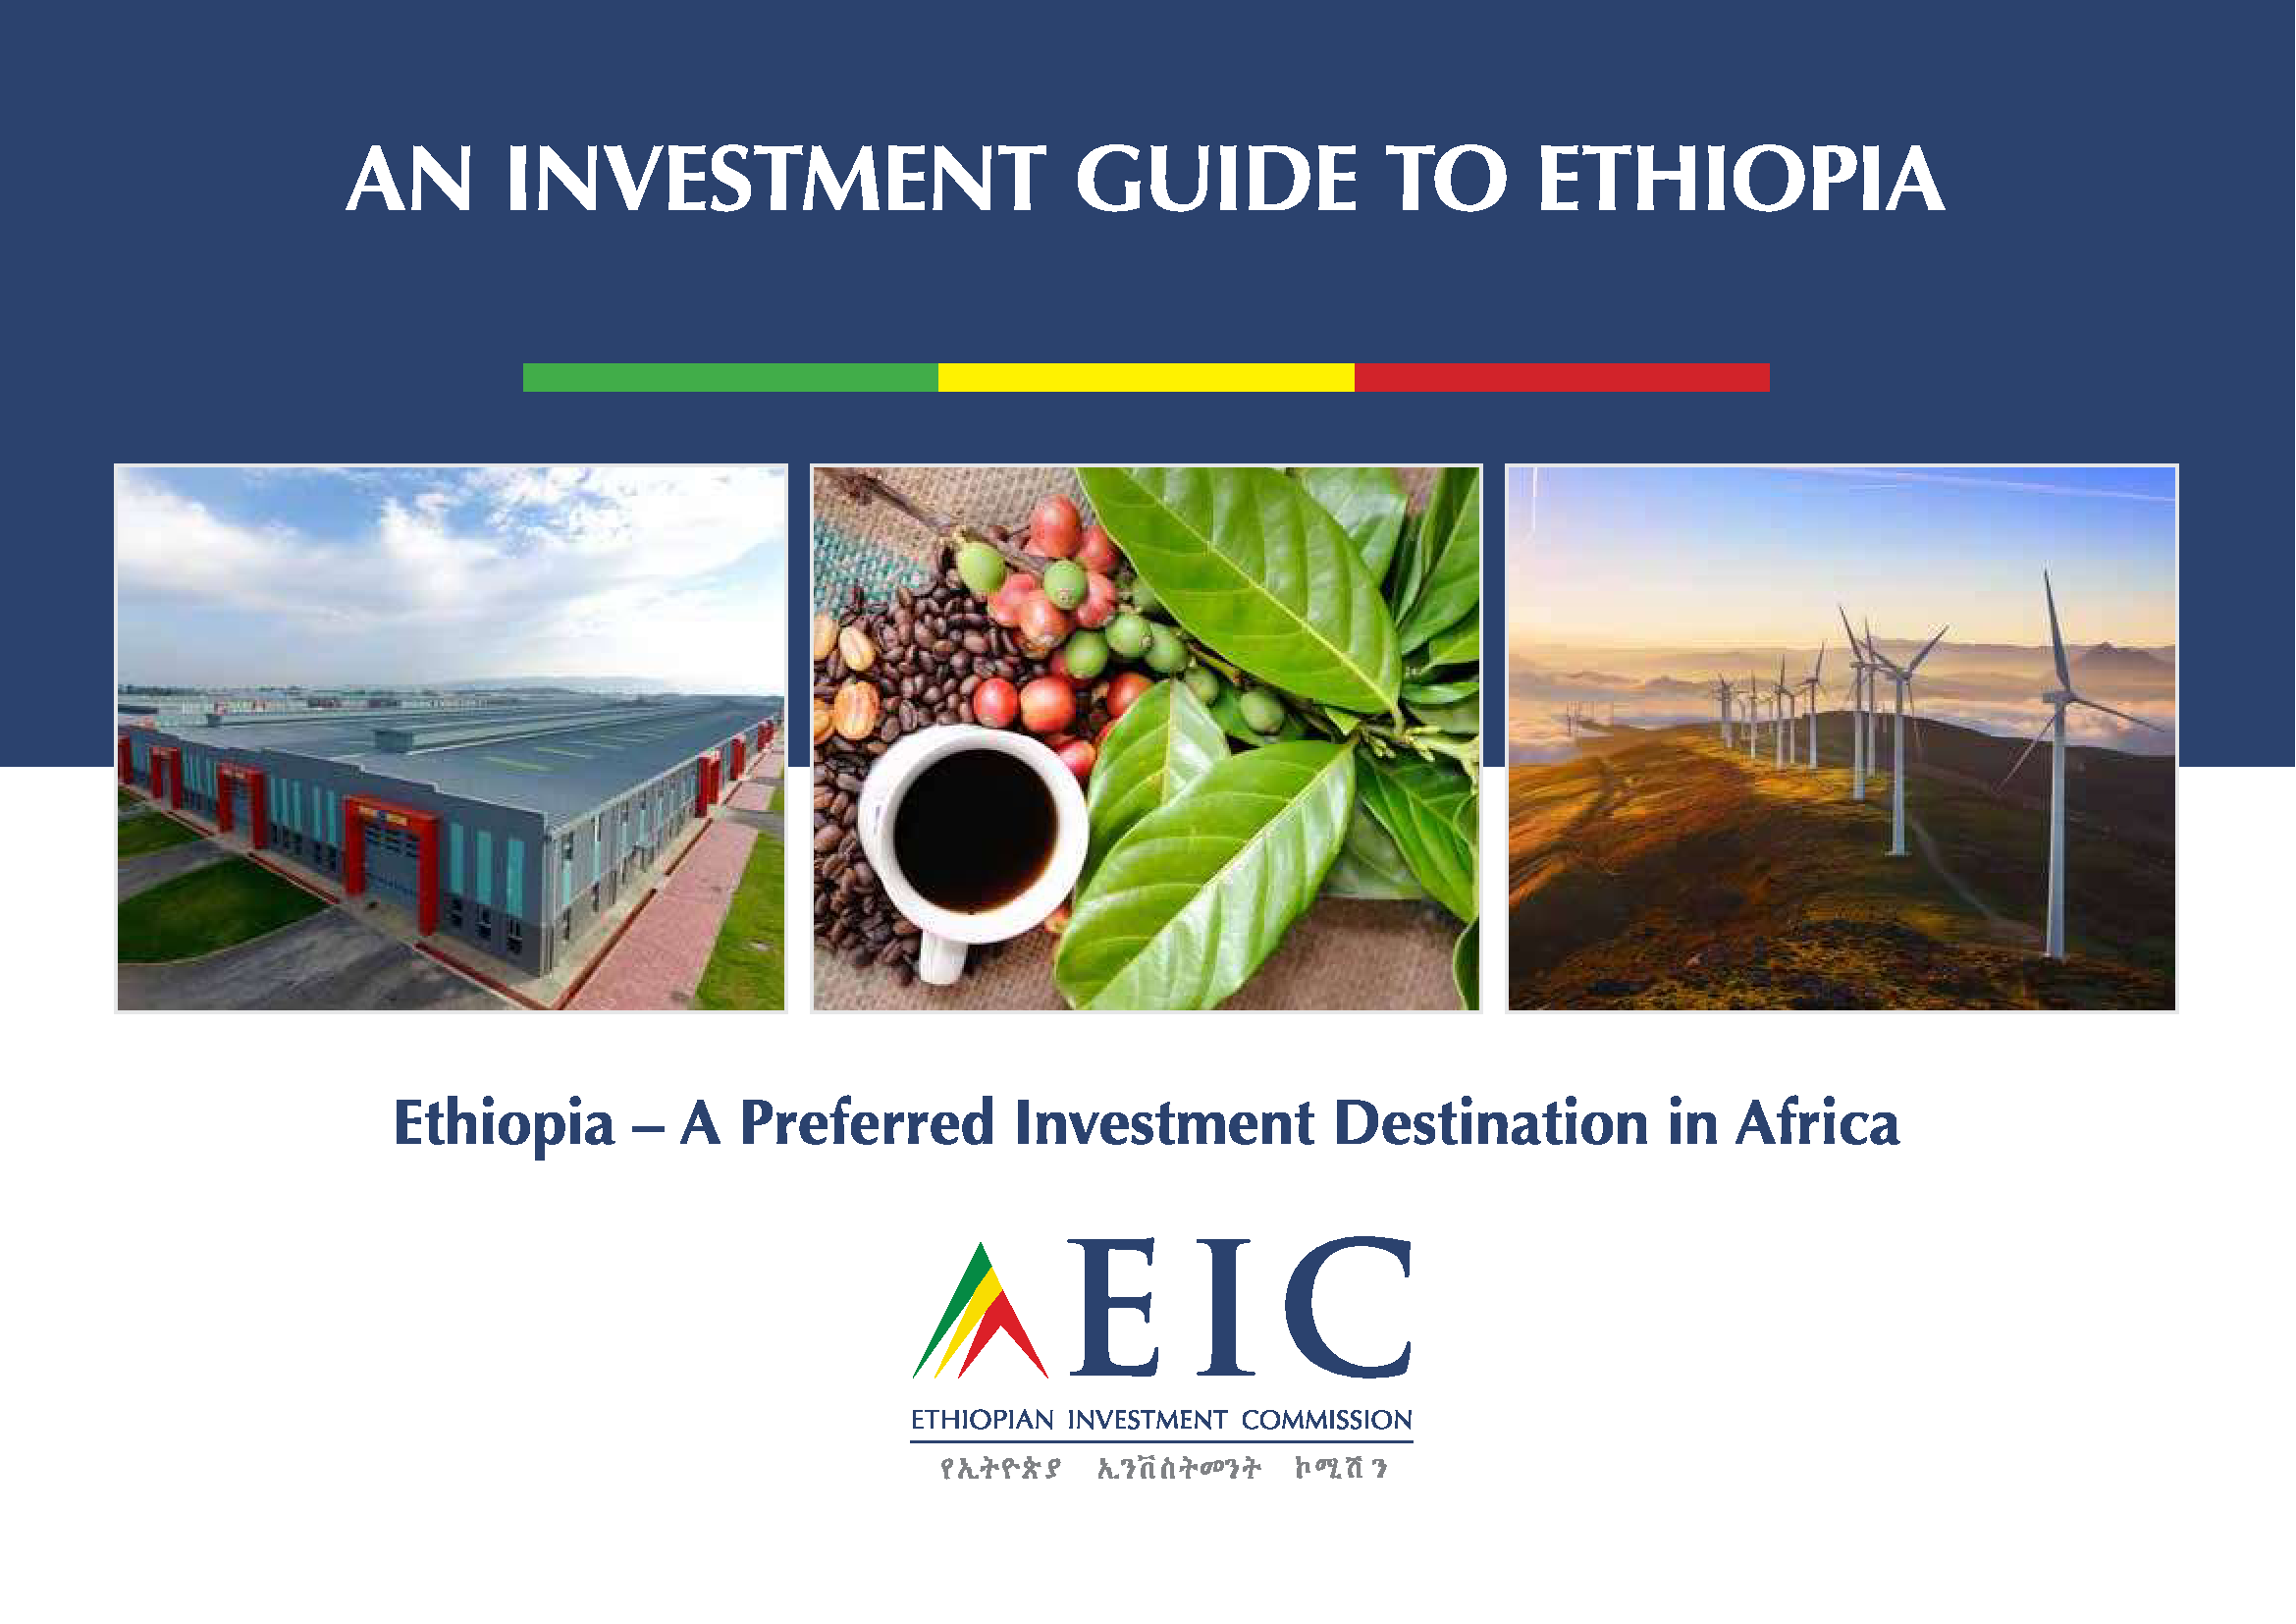 AN INVESTMENT GUIDE TO ETHIOPIA
Ethiopia – A Preferred Investment Destination in Africa
EIC
ETHIOPIAN INVESTMENT COMMISSION
የኢትዮጵያ ኢንቨስትመንት ኮሚሽን